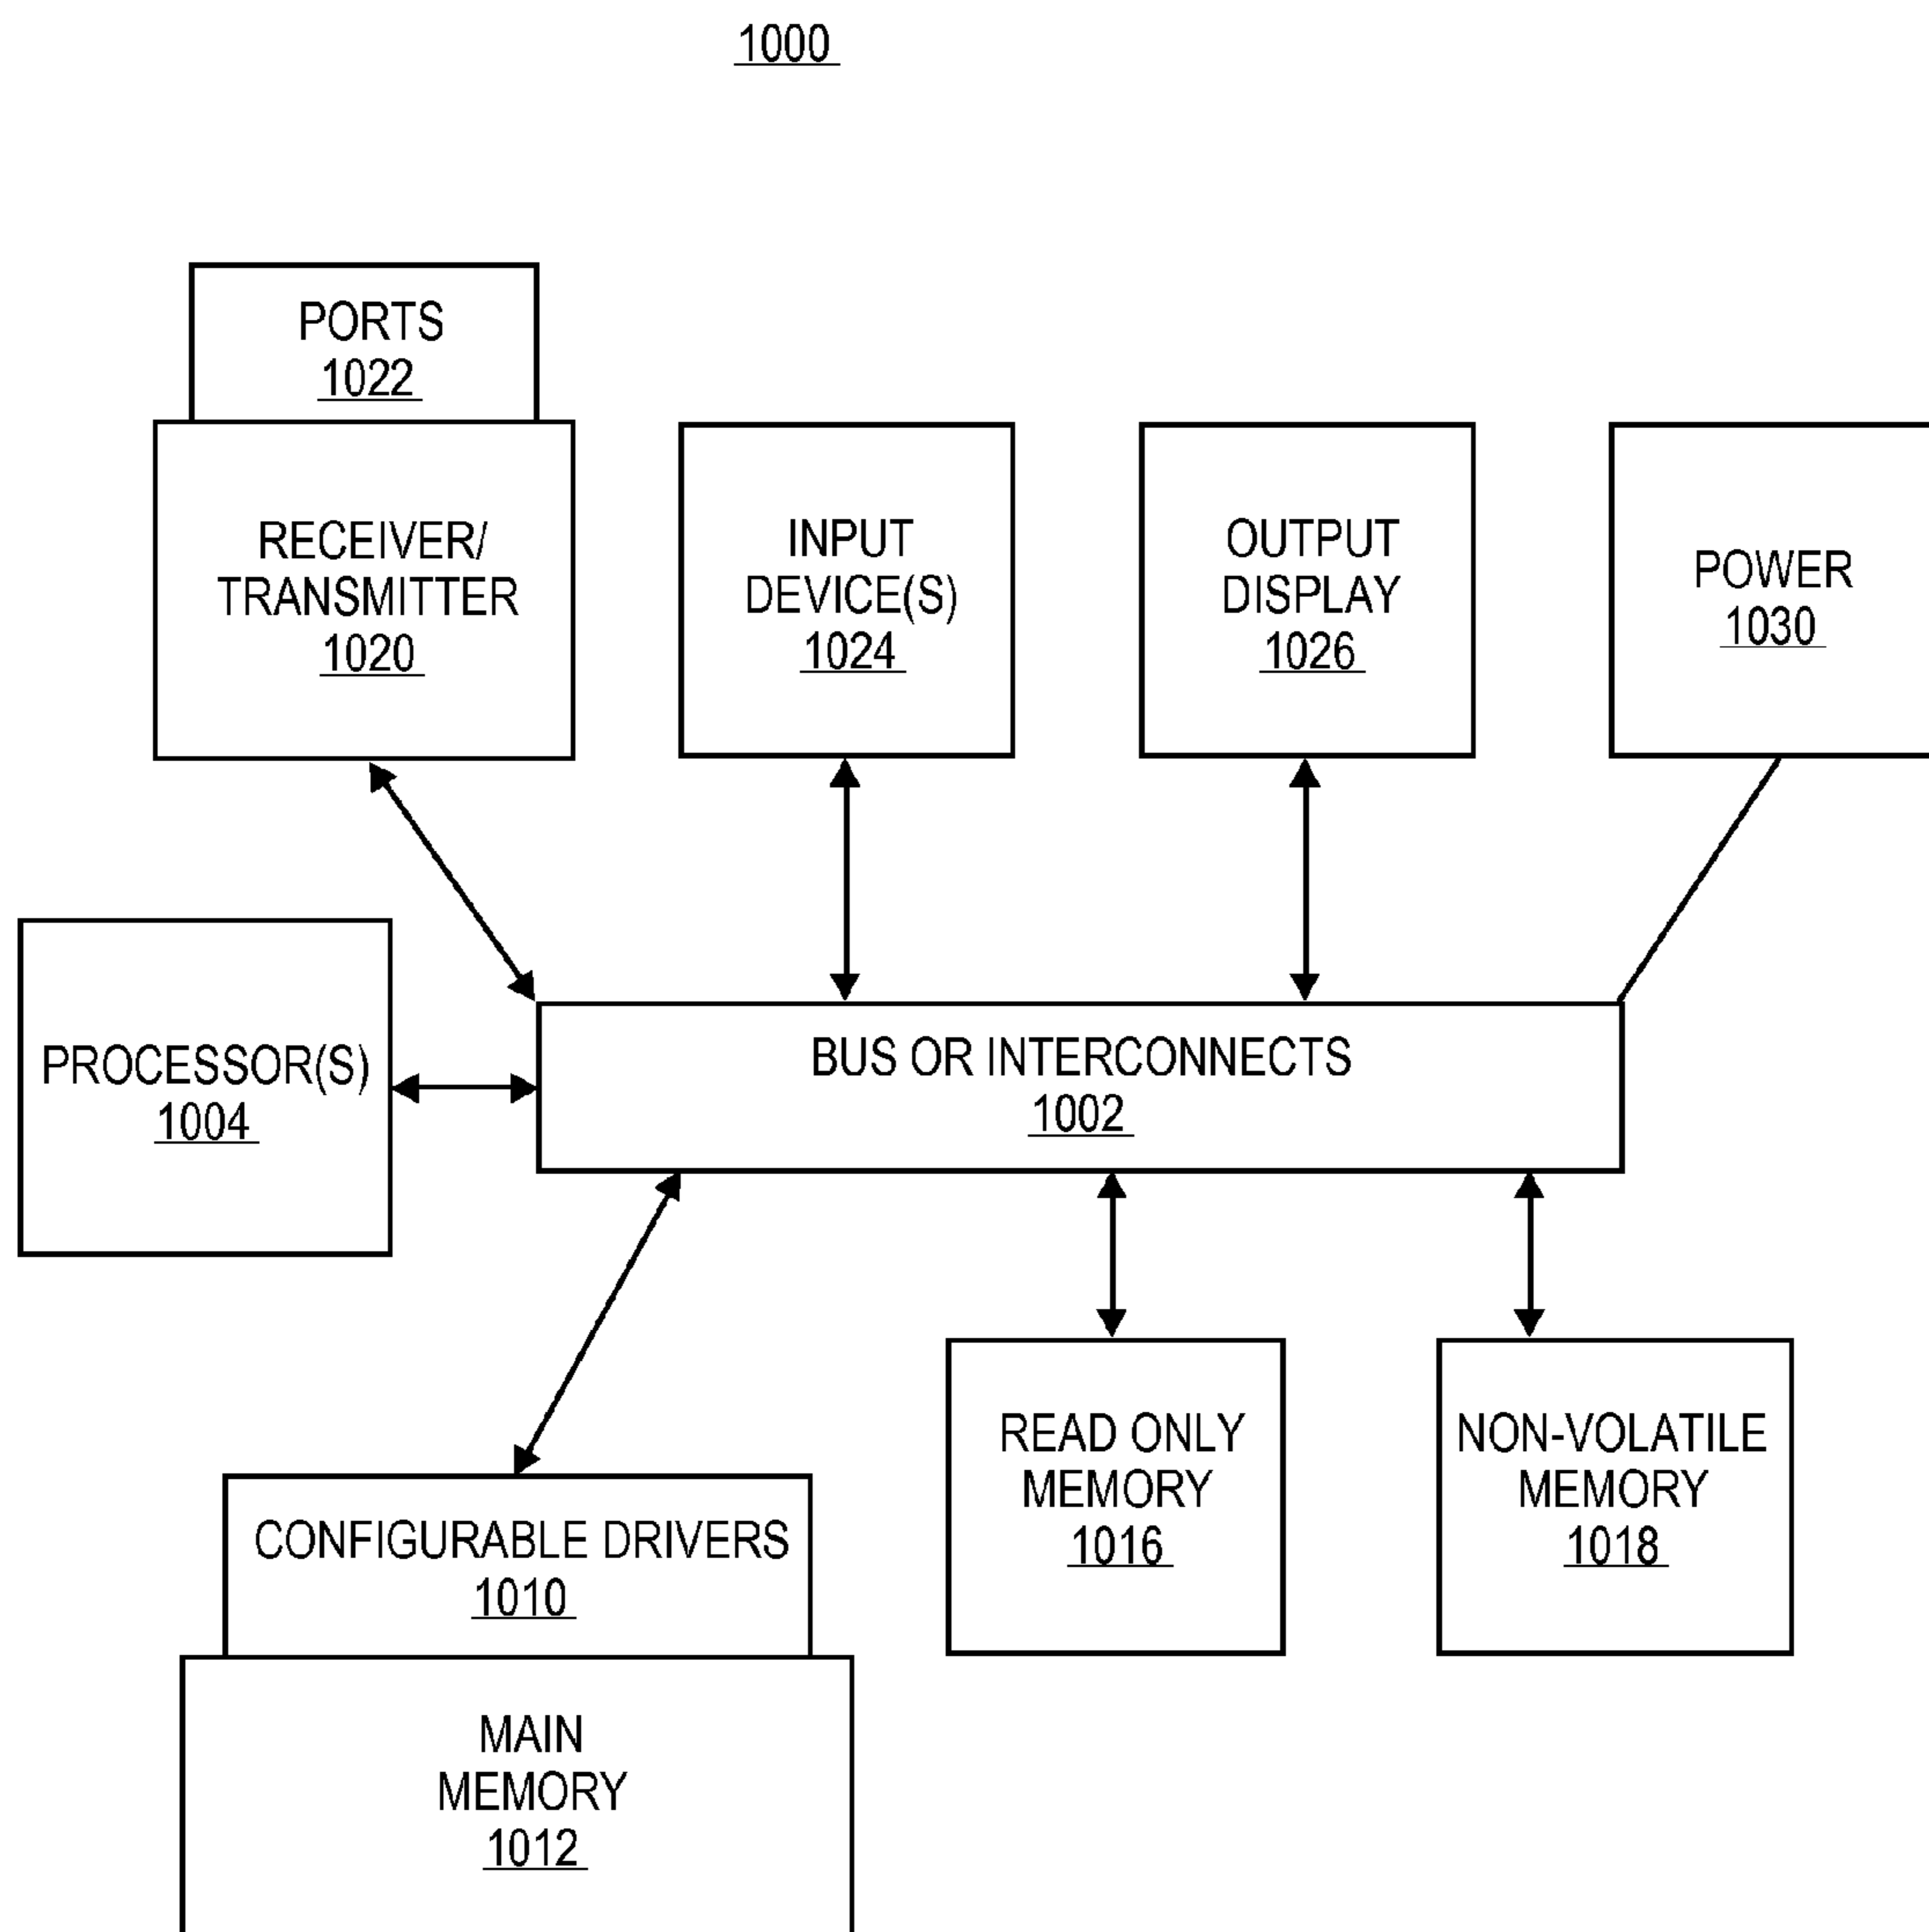 1000
PORTS
1022
RECEIVER/
TRANSMITTER
1020
INPUT
DEVICE(S)
1024
OUTPUT
DISPLAY
1026
POWER
1030
PROCESSOR(S)
1004
BUS OR INTERCONNECTS
1002
CONFIGURABLE DRIVERS
1010
MAIN
MEMORY
1012
READ ONLY
MEMORY
1016
NON-VOLATILE
MEMORY
1018